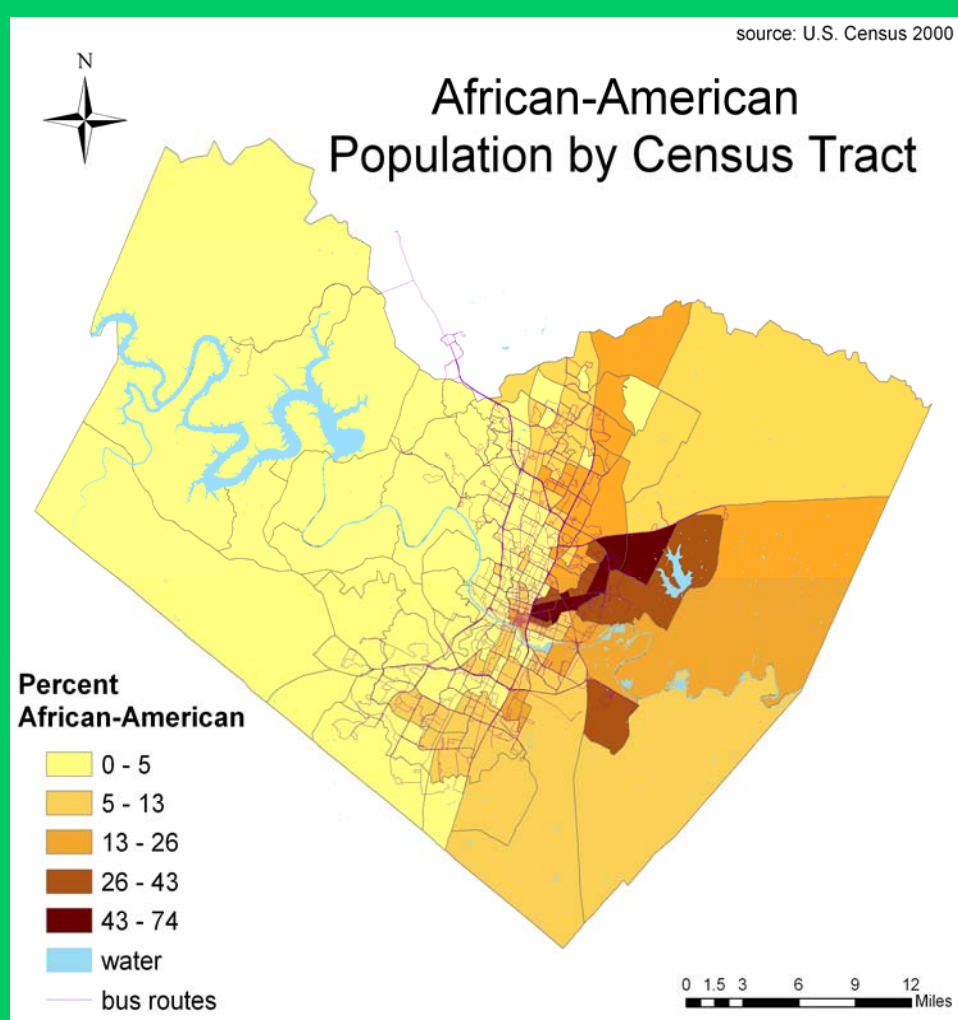 source: U.S. Census 2000
N
African-American
Population by Census Tract
Percent
African-American
0 - 5
5 - 13
13 - 26
26 - 43
43 - 74
water
bus routes
0 1.5 3 6 9 12
Miles